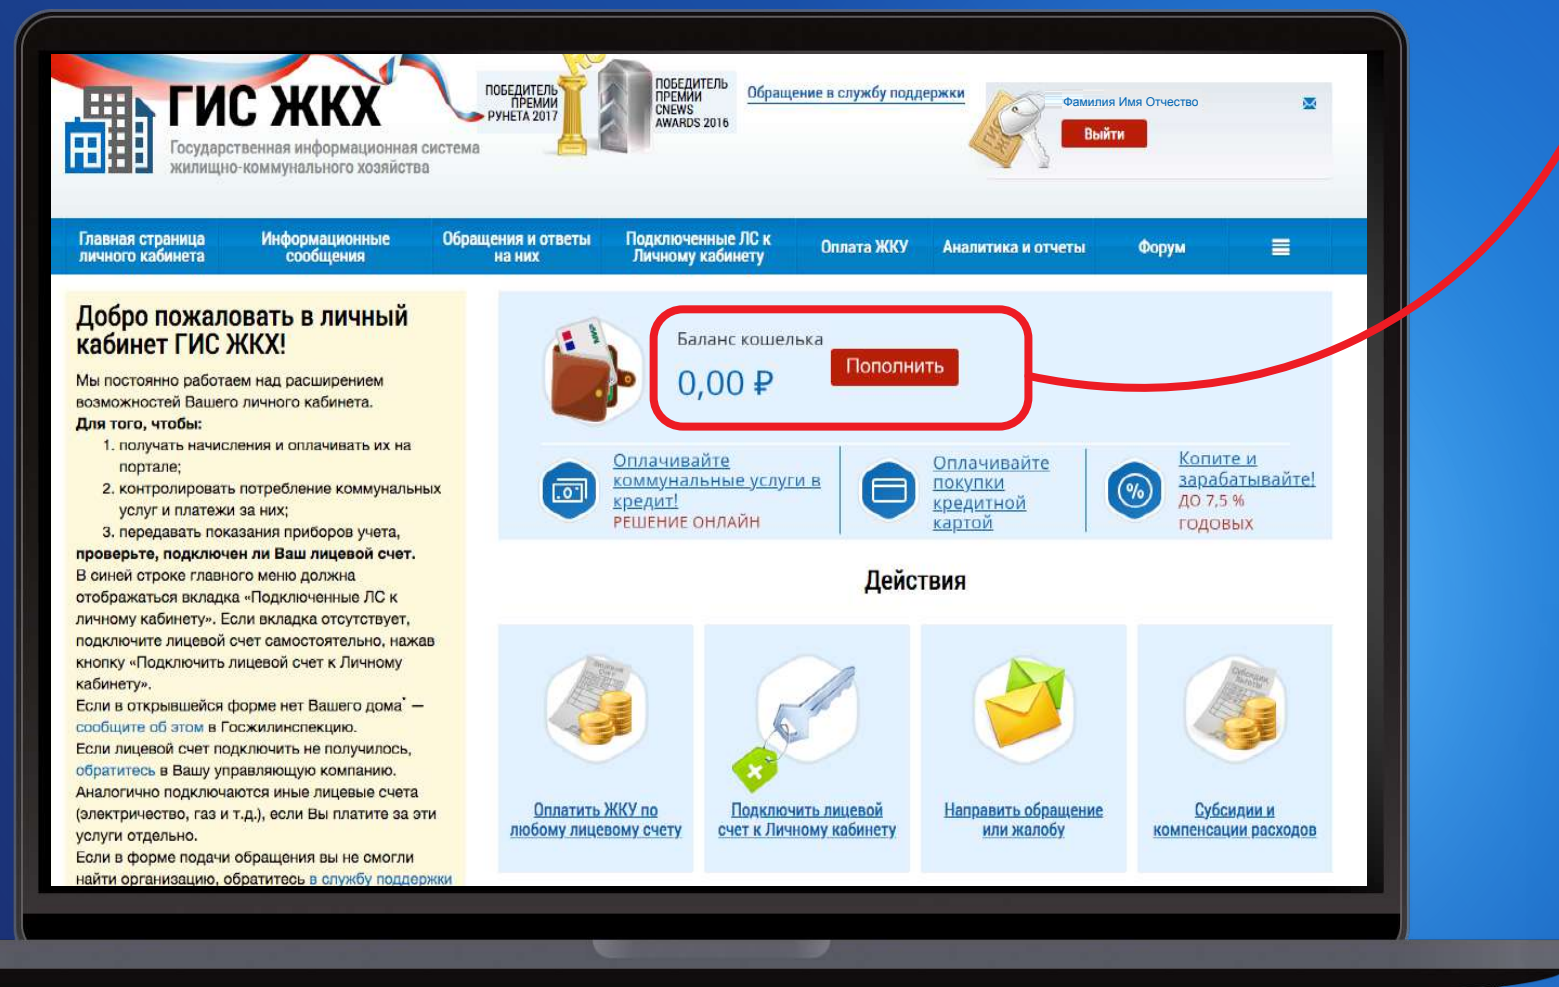 ГИС ЖКХ
Государственная информационная система
жилищно-коммунального хозяйства
ПОБЕДИТЕЛЬ
ПРЕМИИ
РУНЕТА 2017
ПОБЕДИТЕЛЬ
ПРЕМИИ
CNEWS
AWARDS 2016
Обращение в службу поддержки
Фамилия Имя Отчество
Выйти
Главная страница
личного кабинета
Информационные
сообщения
Обращения и ответы
на них
Подключенные ЛС к
Личному кабинету
Оплата ЖКУ
Аналитика и отчеты
Форум
Добро пожаловать в личный
кабинет ГИС ЖКХ!
Мы постоянно работаем над расширением
возможностей Вашего личного кабинета.
Для того, чтобы:
1. получать начисления и оплачивать их на
портале;
2. контролировать потребление коммунальных
услуг и платежи за них;
3. передавать показания приборов учета,
проверьте, подключен ли Ваш лицевой счет.
В синей строке главного меню должна
отображаться вкладка «Подключенные ЛС к
личному кабинету». Если вкладка отсутствует,
подключите лицевой счет самостоятельно, нажав
кнопку «Подключить лицевой счет к Личному
кабинету».
Если в открывшейся форме нет Вашего дома* —
сообщите об этом в Госжилинспекцию.
Если лицевой счет подключить не получилось,
обратитесь в Вашу управляющую компанию.
Аналогично подключаются иные лицевые счета
(электричество, газ и т.д.), если Вы платите за эти
услуги отдельно.
Если в форме подачи обращения вы не смогли
найти организацию, обратитесь в службу поддержки
Баланс кошелька
0,00 ₽
Пополнить
Оплачивайте
коммунальные услуги в
кредит!
РЕШЕНИЕ ОНЛАЙН
Оплачивайте
покупки
кредитной
картой
Копите и
зарабатывайте!
ДО 7,5 %
ГОДОВЫХ
Действия
Оплатить ЖКУ по
любому лицевому счету
Подключить лицевой
счет к Личному кабинету
Направить обращение
или жалобу
Субсидии и
компенсации расходов